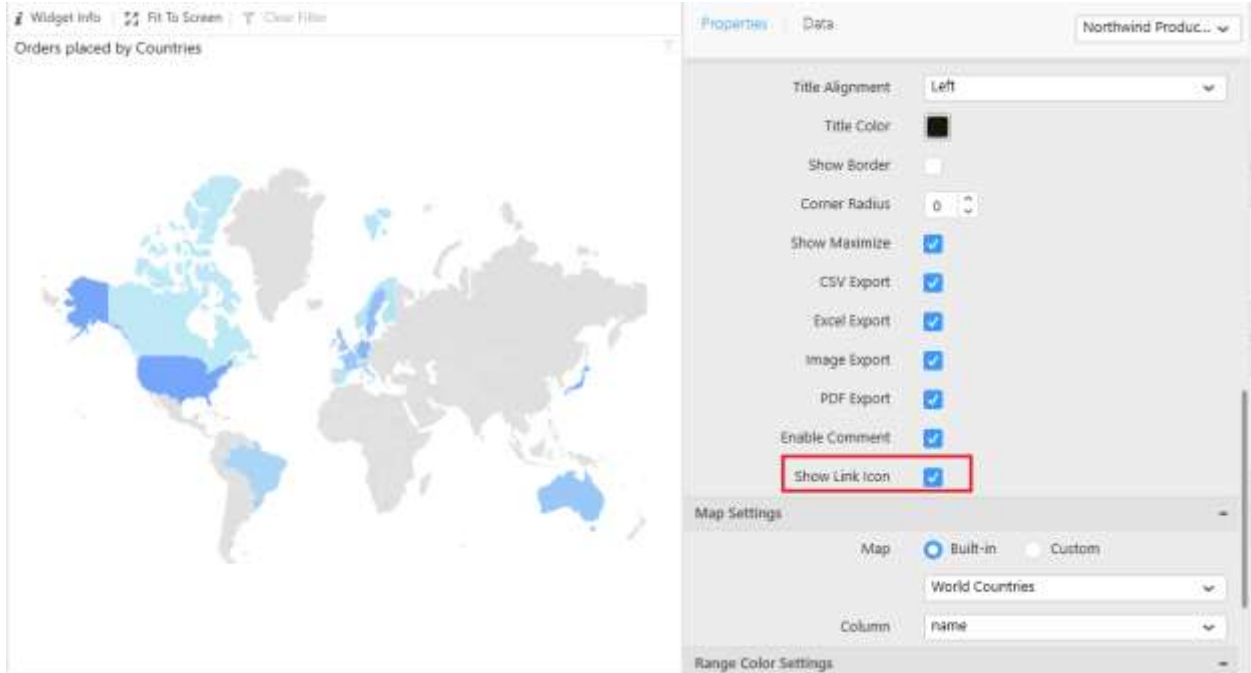 i Widget Info Fit To Screen Clear Filter
Orders placed by Countries
Properties Data Northwind Produc...
Title Alignment Left
Title Color
Show Border
Corner Radius 0
Show Maximize
CSV Export
Excel Export
Image Export
PDF Export
Enable Comment
Show Link Icon
Map Settings -
Map Built-in Custom
World Countries
Column name
Range Color Settings -